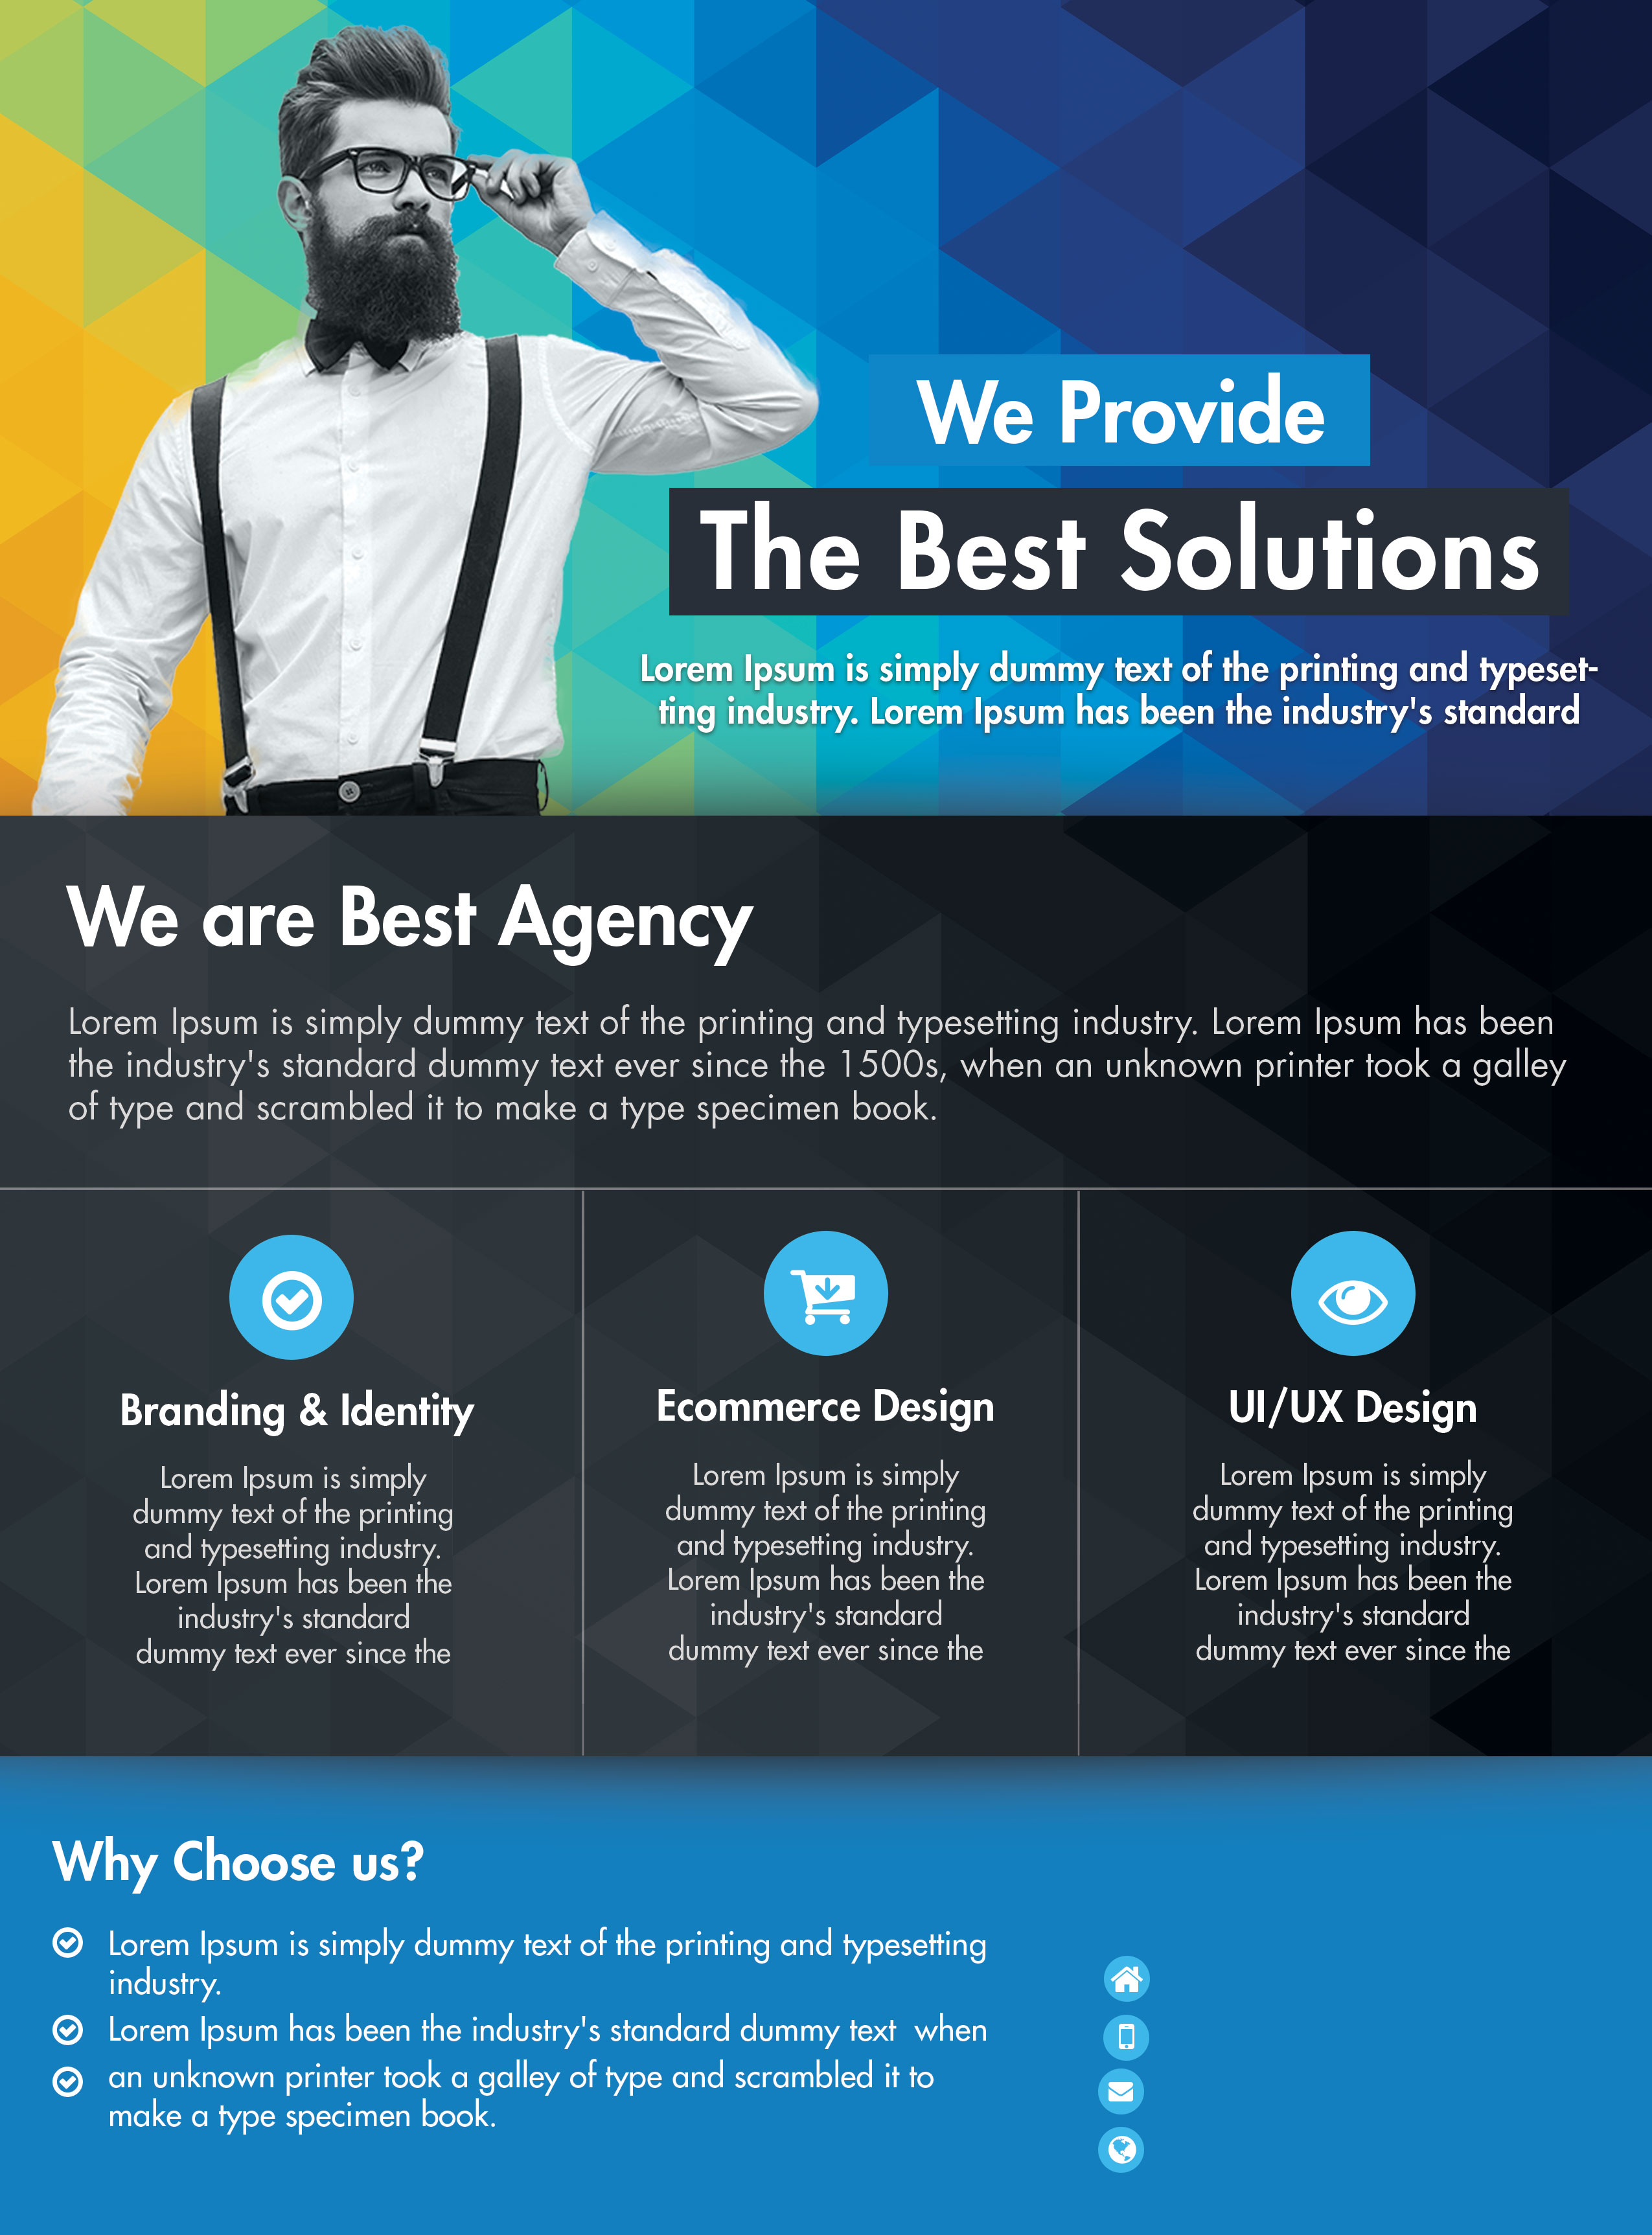 We Provide
The Best Solutions
Lorem Ipsum is simply dummy text of the printing and typeset-
ting industry. Lorem Ipsum has been the industry's standard
We are Best Agency
Lorem Ipsum is simply dummy text of the printing and typesetting industry. Lorem Ipsum has been
the industry's standard dummy text ever since the 1500s, when an unknown printer took a galley
of type and scrambled it to make a type specimen book.
Branding & Identity
Lorem Ipsum is simply
dummy text of the printing
and typesetting industry.
Lorem Ipsum has been the
industry's standard
dummy text ever since the
Ecommerce Design
Lorem Ipsum is simply
dummy text of the printing
and typesetting industry.
Lorem Ipsum has been the
industry's standard
dummy text ever since the
UI/UX Design
Lorem Ipsum is simply
dummy text of the printing
and typesetting industry.
Lorem Ipsum has been the
industry's standard
dummy text ever since the
Why Choose us?
Lorem Ipsum is simply dummy text of the printing and typesetting
industry.
Lorem Ipsum has been the industry's standard dummy text  when
an unknown printer took a galley of type and scrambled it to
make a type specimen book.